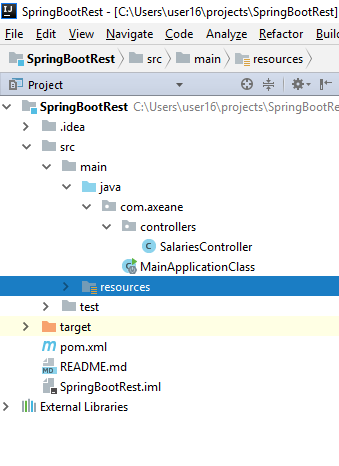 SpringBootRest - [C:\Users\user16\projects\SpringBootRest]
File Edit View Navigate Code Analyze Refactor Buil
SpringBootRest src main resources
Project
SpringBootRest C:\Users\user16\projects\SpringBootRe
.idea
src
main
java
com.axeane
controllers
SalariesController
MainApplicationClass
resources
test
target
pom.xml
README.md
SpringBootRest.iml
External Libraries